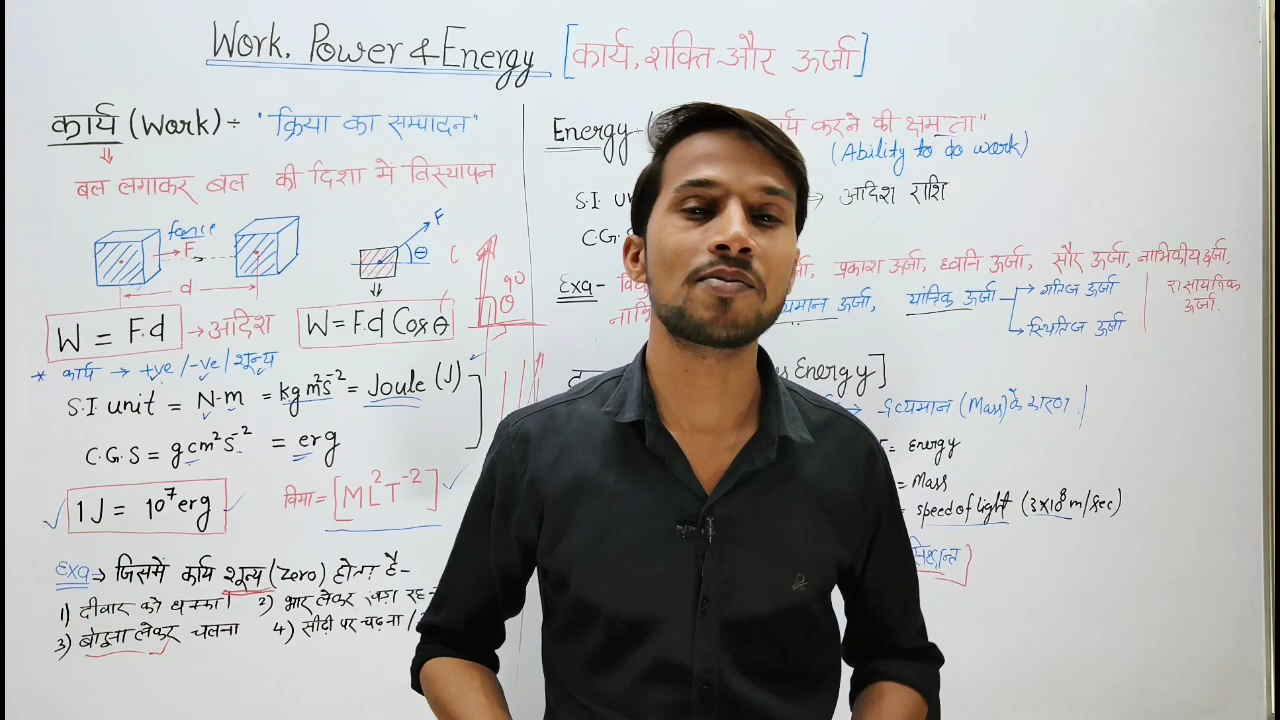 Work, Power & Energy [कार्य, शक्ति और ऊर्जा]
कार्य (Work) ÷ "क्रिया का सम्पादन"
⇓
बल लगाकर बल की दिशा में विस्थापन
force
F
d
F
θ
⇓
90
θ
W = F.d → आदिश
W = F.d Cos θ
* कार्य → +ve / -ve / शून्य
S.I. unit = N-m = kg m²s⁻² = Joule (J)
C.G.S = g cm²s⁻² = erg
1 J = 10⁷ erg
विमा = [ML²T⁻²]
Exa ⇒ जिसमें कार्य शून्य (Zero) होता है -
1) दीवार को धक्का 2) भार लेकर
3) बोझा लेकर चलना 4) सीढ़ी पर चढ़ना /
Energy ÷ करने की क्षमता"
(Ability to do work)
S.I. ⇒ आदिश राशि
C.G.
Exa - प्रकाश ऊर्जा, ध्वनि ऊर्जा, सौर ऊर्जा, नाभिकीय ऊर्जा,
यांत्रिक ऊर्जा
गतिज ऊर्जा
स्थितिज ऊर्जा
रासायनिक ऊर्जा.
Energy]
→ द्रव्यमान (Mass) के कारण |
= Energy
= Mass
= speed of light (3×10⁸ m/sec)
सिद्धान्त